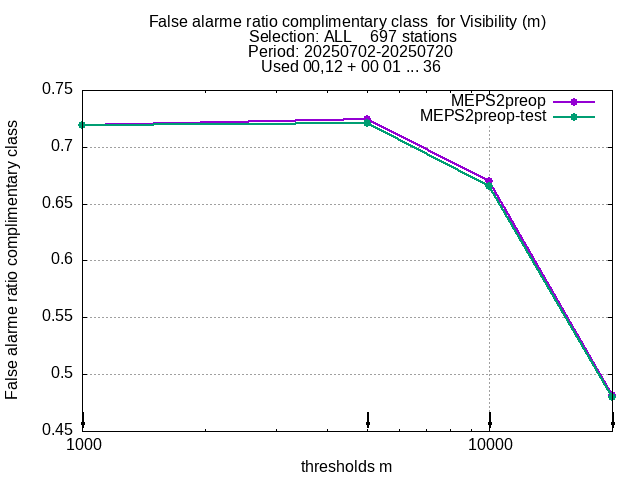 False alarme ratio complimentary class  for Visibility (m)
Selection: ALL    697 stations
Period: 20250702-20250720
Used 00,12 + 00 01 ... 36
MEPS2preop
MEPS2preop-test
0.75
0.7
0.65
0.6
0.55
0.5
0.45
False alarme ratio complimentary class
1000
10000
thresholds m